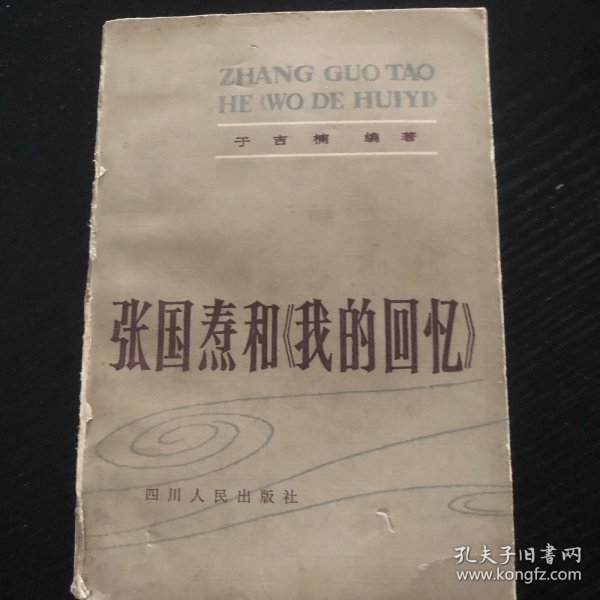 ZHANG GUO TAO
HE 《WO DE HUIYI》
于吉楠 编著
张国焘和《我的回忆》
四川人民出版社
孔夫子旧书网
www.kongfz.com